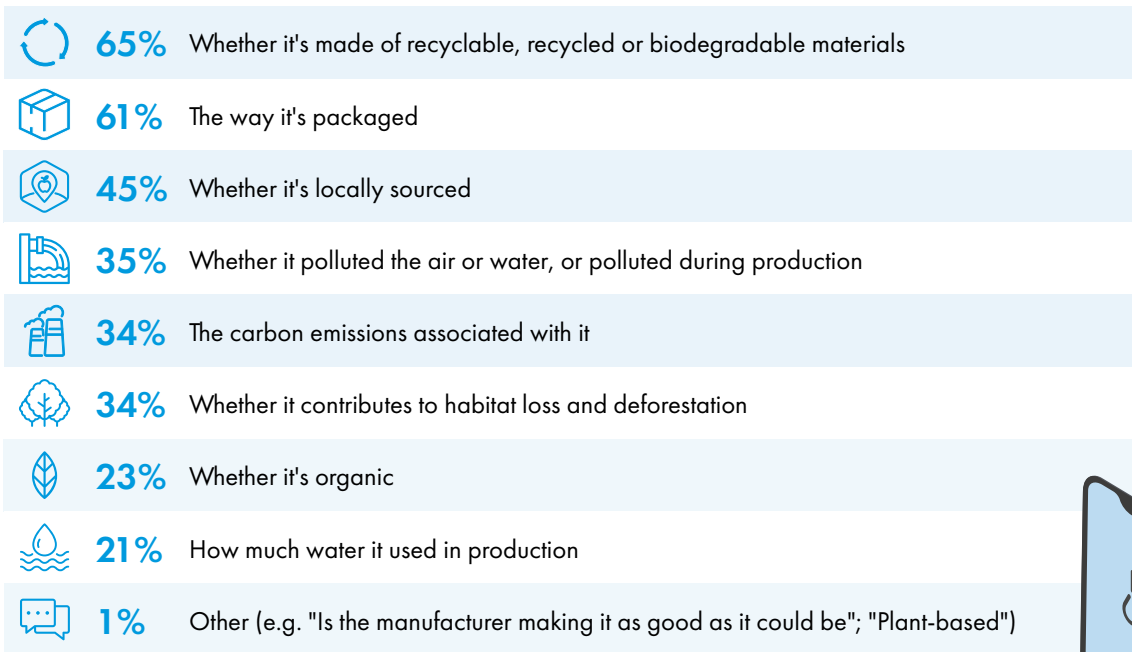 65% Whether it's made of recyclable, recycled or biodegradable materials
61% The way it's packaged
45% Whether it's locally sourced
35% Whether it polluted the air or water, or polluted during production
34% The carbon emissions associated with it
34% Whether it contributes to habitat loss and deforestation
23% Whether it's organic
21% How much water it used in production
1% Other (e.g. "Is the manufacturer making it as good as it could be"; "Plant-based")